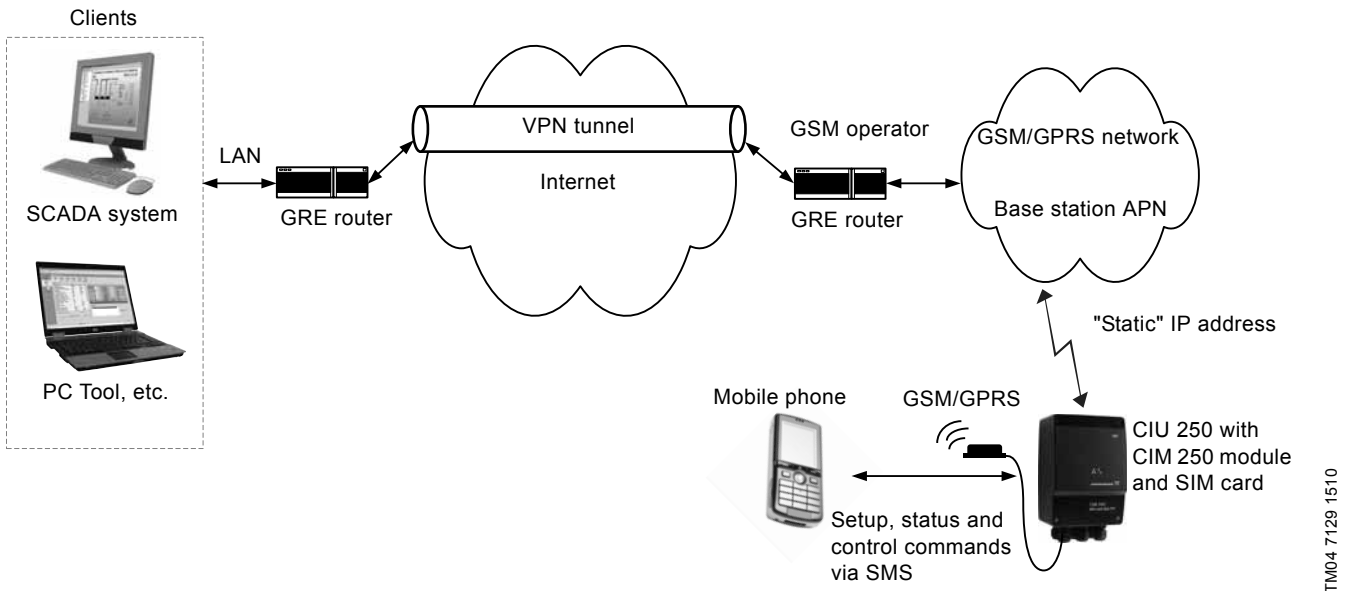 Clients
SCADA system
PC Tool, etc.
LAN
GRE router
VPN tunnel
Internet
GSM operator
GRE router
GSM/GPRS network
Base station APN
"Static" IP address
Mobile phone
GSM/GPRS
Setup, status and
control commands
via SMS
CIU 250 with
CIM 250 module
and SIM card
TM04 7129 1510